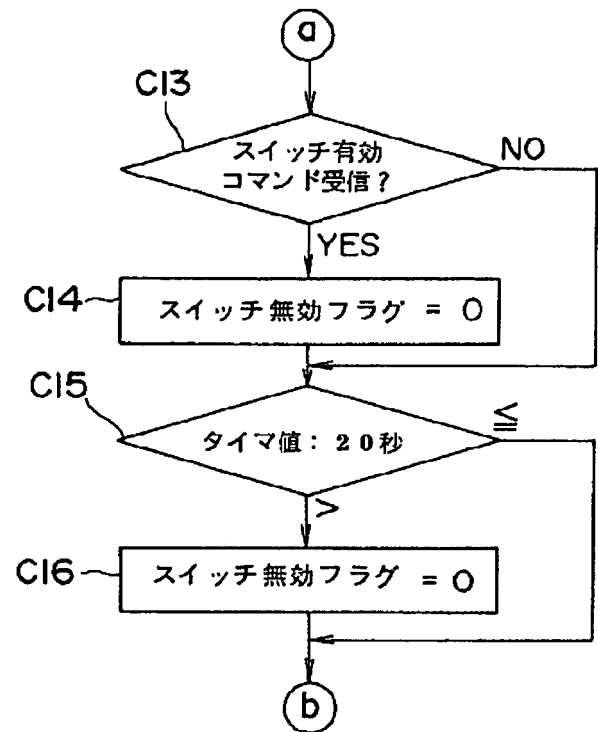 a
C13
スイッチ有効
コマンド受信?
NO
YES
C14
スイッチ無効フラグ = 0
C15
タイマ値: 20秒
≦
>
C16
スイッチ無効フラグ = 0
b